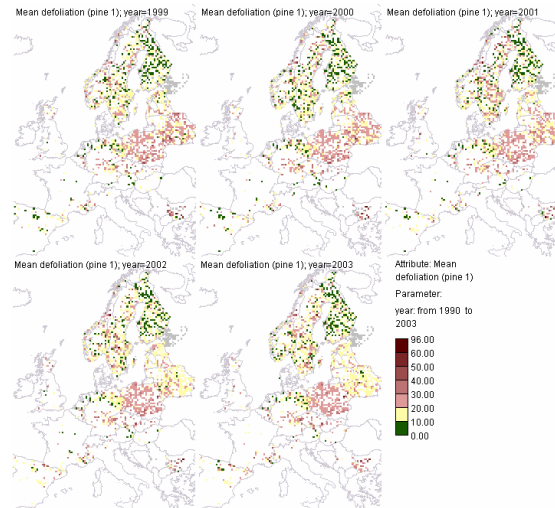 Mean defoliation (pine 1); year=1999
Mean defoliation (pine 1); year=2000
Mean defoliation (pine 1); year=2001
Mean defoliation (pine 1); year=2002
Mean defoliation (pine 1); year=2003
Attribute: Mean
defoliation (pine 1)
Parameter:
year: from 1990 to
2003
96.00
60.00
50.00
40.00
30.00
20.00
10.00
0.00